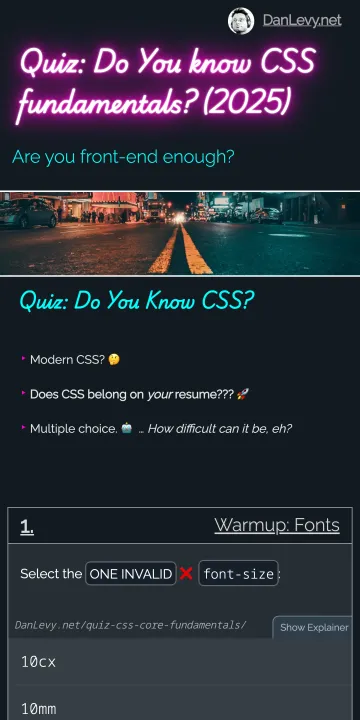 DanLevy.net
Quiz: Do You know CSS
fundamentals? (2025)
Are you front-end enough?
Quiz: Do You Know CSS?
Modern CSS? 🤔
Does CSS belong on your resume??? 🚀
Multiple choice. 🤖 … How difficult can it be, eh?
1. Warmup: Fonts
Select the ONE INVALID ❌ font-size:
DanLevy.net/quiz-css-core-fundamentals/
Show Explainer
10cx
10mm